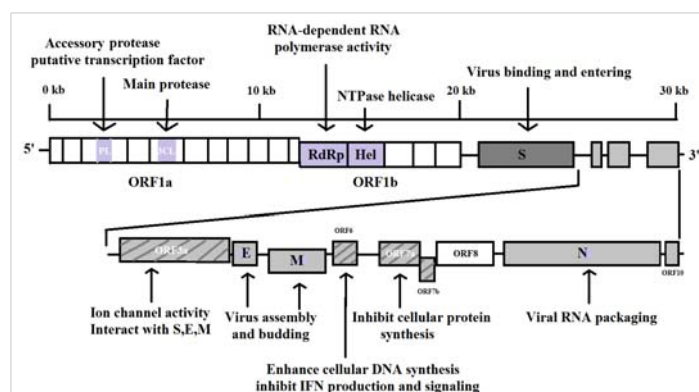 RNA-dependent RNA
polymerase activity
Accessory protease
putative transcription factor
Main protease
NTPase helicase
Virus binding and entering
0 kb
10 kb
20 kb
30 kb
5'
PL
3CL
RdRp
Hel
S
3'
ORF1a
ORF1b
ORF3a
E
M
ORF6
ORF7a
ORF7b
ORF8
N
ORF10
Ion channel activity
Interact with S,E,M
Virus assembly
and budding
Inhibit cellular protein
synthesis
Viral RNA packaging
Enhance cellular DNA synthesis
inhibit IFN production and signaling